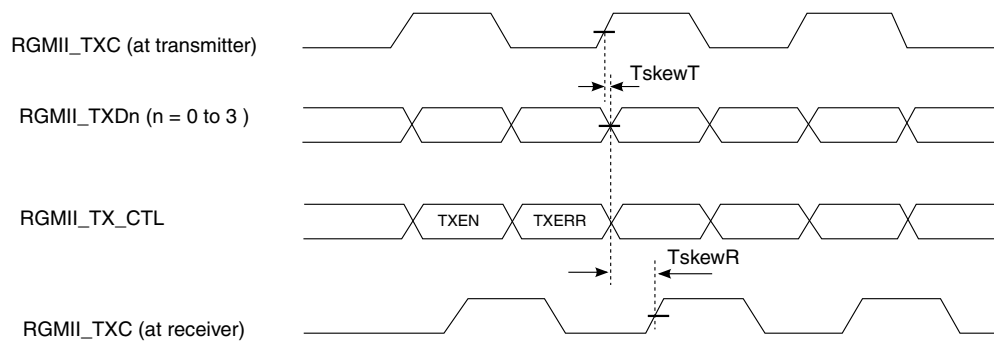 RGMII_TXC (at transmitter)
TskewT
RGMII_TXDn (n = 0 to 3 )
RGMII_TX_CTL
TXEN
TXERR
TskewR
RGMII_TXC (at receiver)